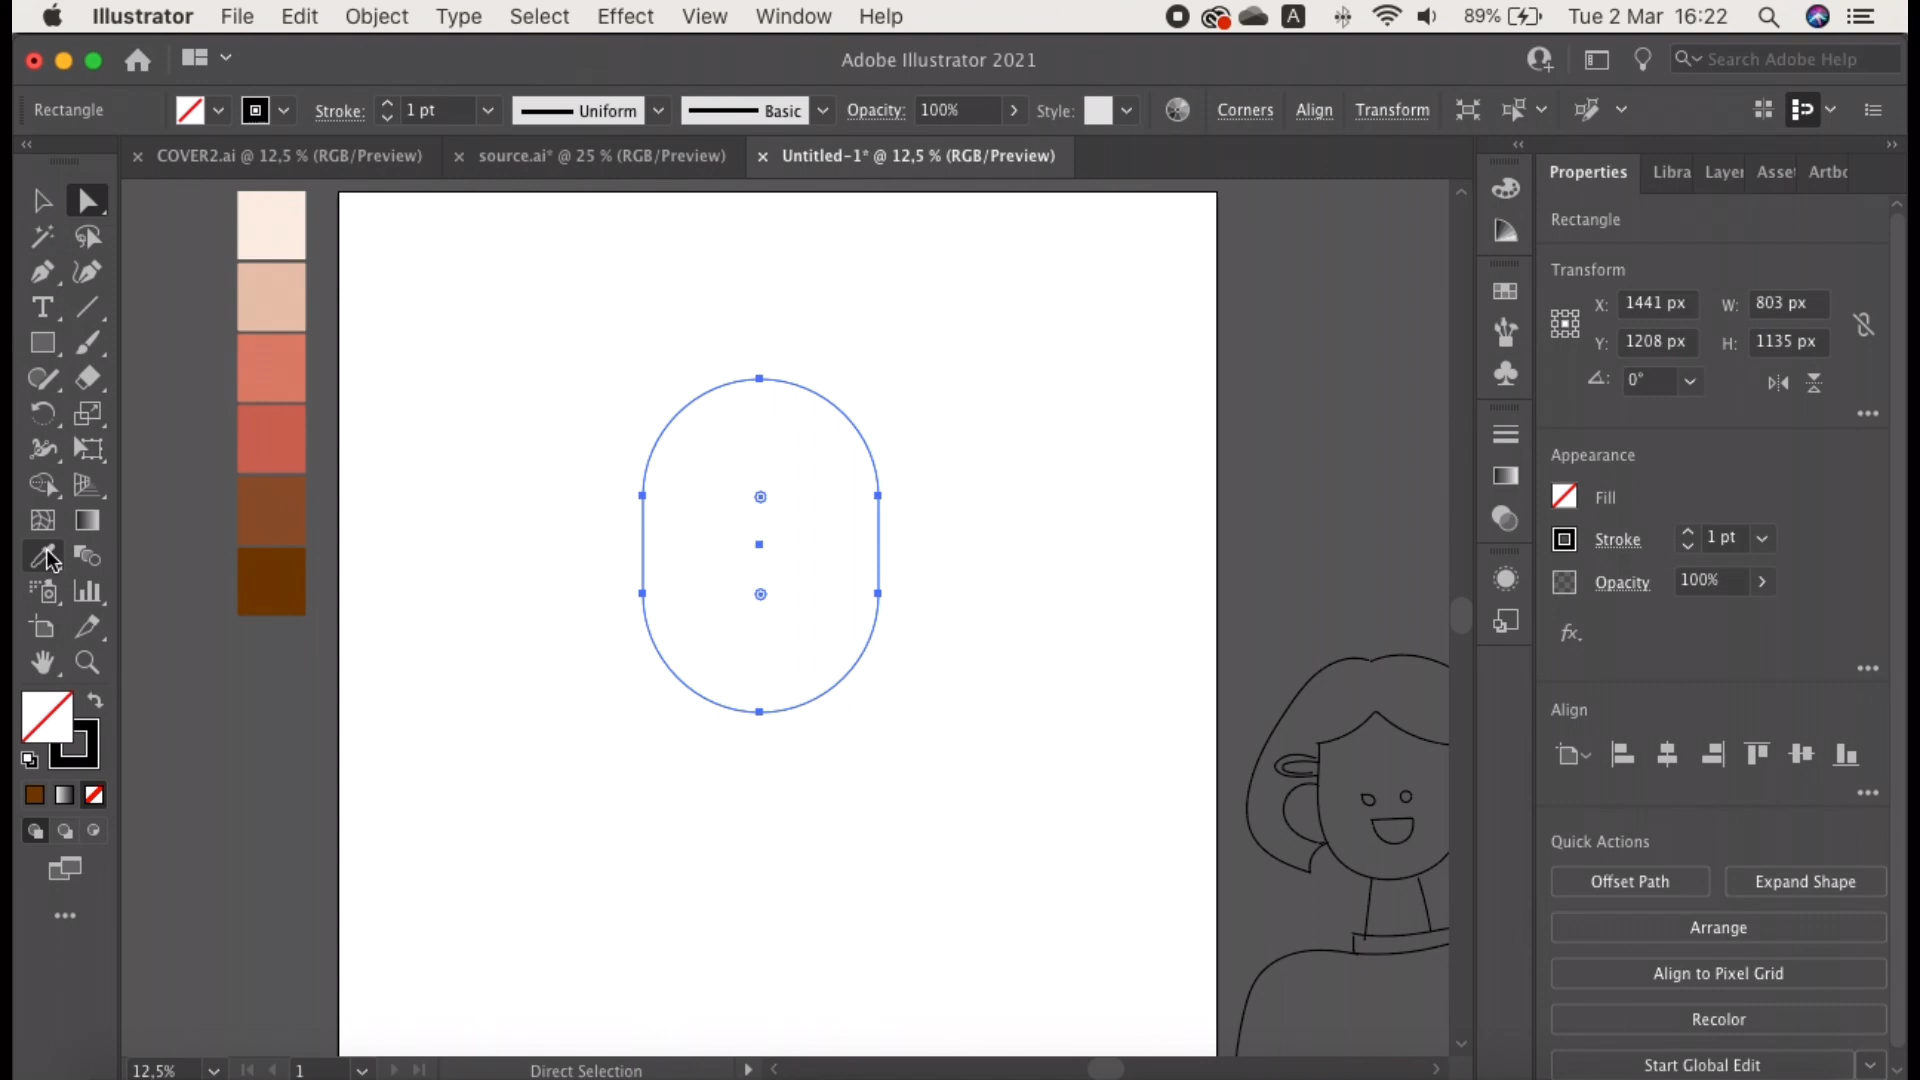 Illustrator File Edit Object Type Select Effect View Window Help A 89% Tue 2 Mar 16:22
Adobe Illustrator 2021 Search Adobe Help
Rectangle Stroke: 1 pt Uniform Basic Opacity: 100% Style: Corners Align Transform
COVER2.ai @ 12,5 % (RGB/Preview) source.ai* @ 25 % (RGB/Preview) Untitled-1* @ 12,5 % (RGB/Preview)
Properties Libra Layer Asse Artbo
Rectangle
Transform
X: 1441 px W: 803 px
Y: 1208 px H: 1135 px
0°
Appearance
Fill
Stroke 1 pt
Opacity 100%
fx.
Align
Quick Actions
Offset Path Expand Shape
Arrange
Align to Pixel Grid
Recolor
Start Global Edit
12,5% 1 Direct Selection